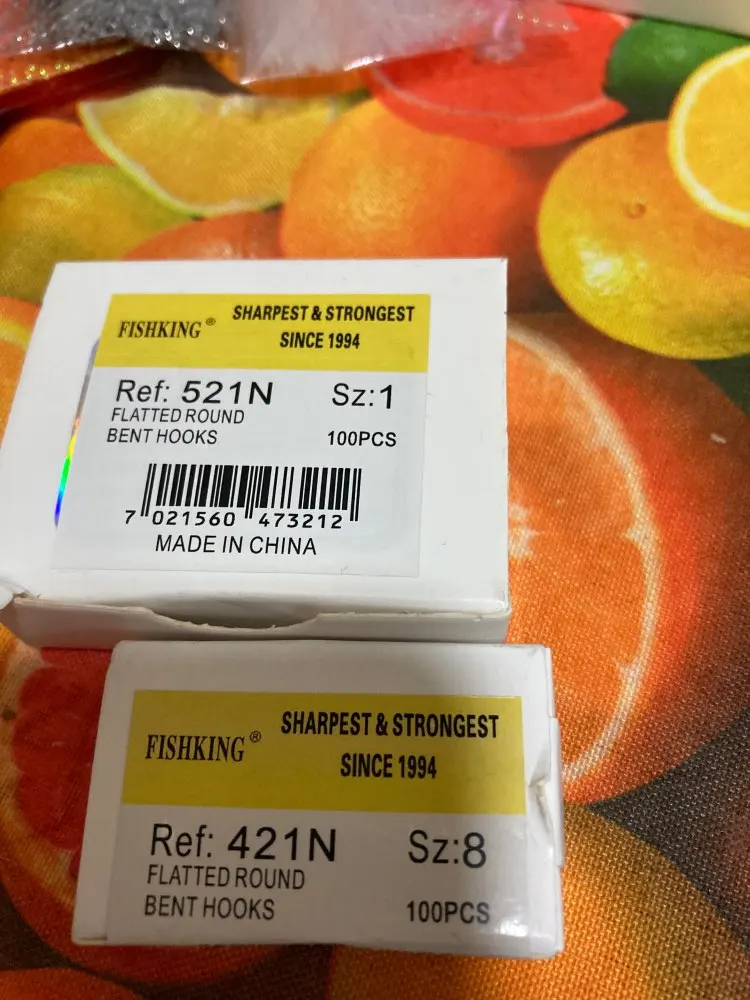 FISHKING ® SHARPEST & STRONGEST
SINCE 1994
Ref: 521N Sz:1
FLATTED ROUND
BENT HOOKS 100PCS
7 021560 473212
MADE IN CHINA
FISHKING ® SHARPEST & STRONGEST
SINCE 1994
Ref: 421N Sz:8
FLATTED ROUND
BENT HOOKS 100PCS